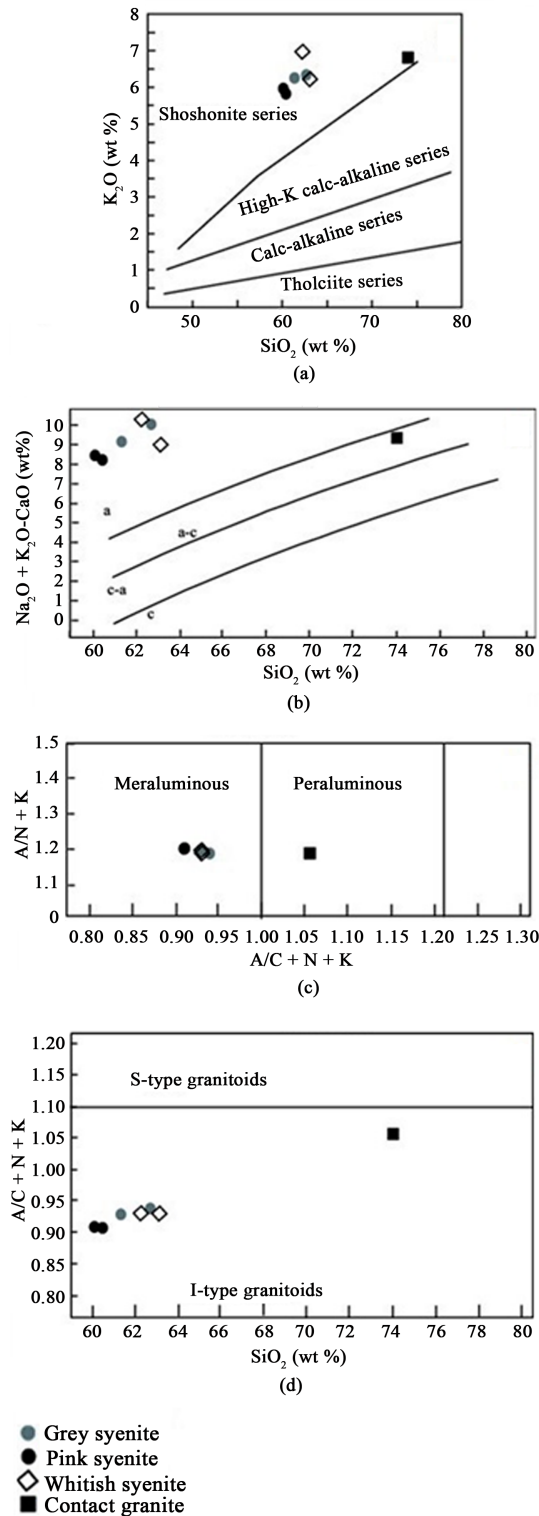 8
7
6
5
4
3
2
1
0
K2O (wt %)
Shoshonite series
High-K calc-alkaline series
Calc-alkaline series
Tholciite series
50 60 70 80
SiO2 (wt %)
(a)
10
9
8
7
6
5
4
3
2
1
0
Na2O + K2O-CaO (wt%)
a
a-c
c-a
c
60 62 64 66 68 70 72 74 76 78 80
SiO2 (wt %)
(b)
1.5
1.4
1.3
1.2
1.1
0
A/N + K
Meraluminous Peraluminous
0.80 0.85 0.90 0.95 1.00 1.05 1.10 1.15 1.20 1.25 1.30
A/C + N + K
(c)
1.20
1.15
1.10
1.05
1.00
0.95
0.90
0.85
0.80
A/C + N + K
S-type granitoids
I-type granitoids
60 62 64 66 68 70 72 74 76 78 80
SiO2 (wt %)
(d)
Grey syenite
Pink syenite
Whitish syenite
Contact granite